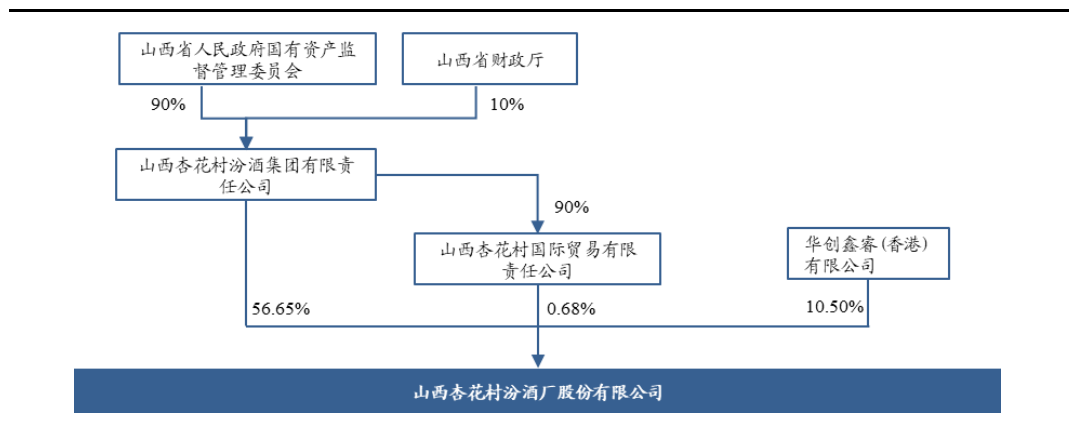 山西省人民政府国有资产监
督管理委员会
山西省财政厅
90%
10%
山西杏花村汾酒集团有限责
任公司
90%
山西杏花村国际贸易有限
责任公司
华创鑫睿(香港)
有限公司
56.65%
0.68%
10.50%
山西杏花村汾酒厂股份有限公司